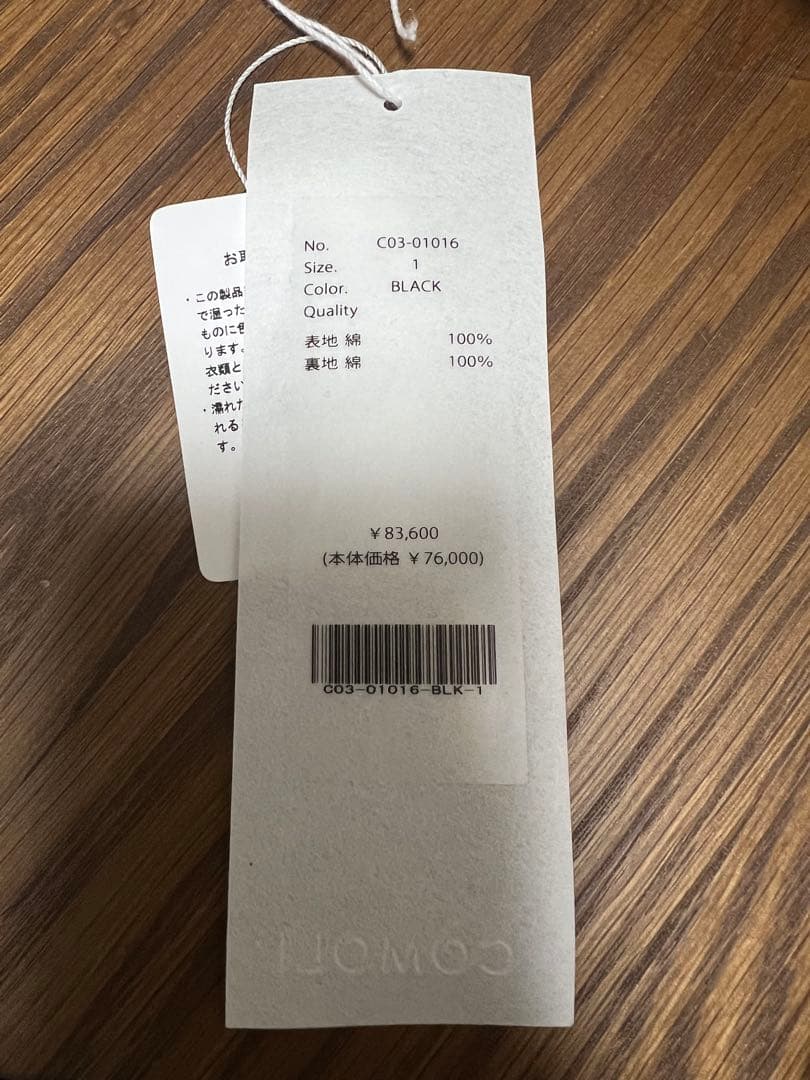 No. C03-01016
Size. 1
Color. BLACK
Quality
表地 綿 100%
裏地 綿 100%
￥83,600
(本体価格 ￥76,000)
C03-01016-BLK-1
COMOLI
お
・この製品
で湿った
ものに
ります。
衣類と
ださい
・濡れた
れる
す。